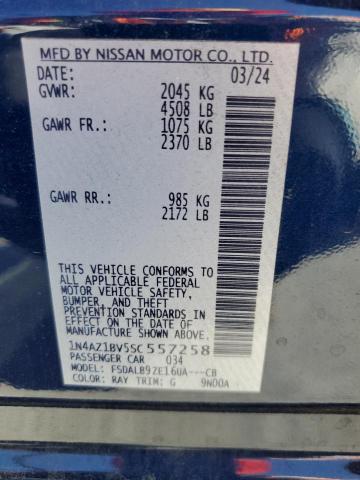 MFD BY NISSAN MOTOR CO., LTD.
DATE: 03/24
GVWR: 2045 KG
4508 LB
GAWR FR.: 1075 KG
2370 LB
GAWR RR.: 985 KG
2172 LB
THIS VEHICLE CONFORMS TO
ALL APPLICABLE FEDERAL
MOTOR VEHICLE SAFETY,
BUMPER, AND THEFT
PREVENTION STANDARDS
IN EFFECT ON THE DATE OF
MANUFACTURE SHOWN ABOVE.
1N4AZ1BV5SC557258
PASSENGER CAR 034
MODEL: FSDALB9ZE16UA---CB
COLOR: RAY TRIM: G 9N00A